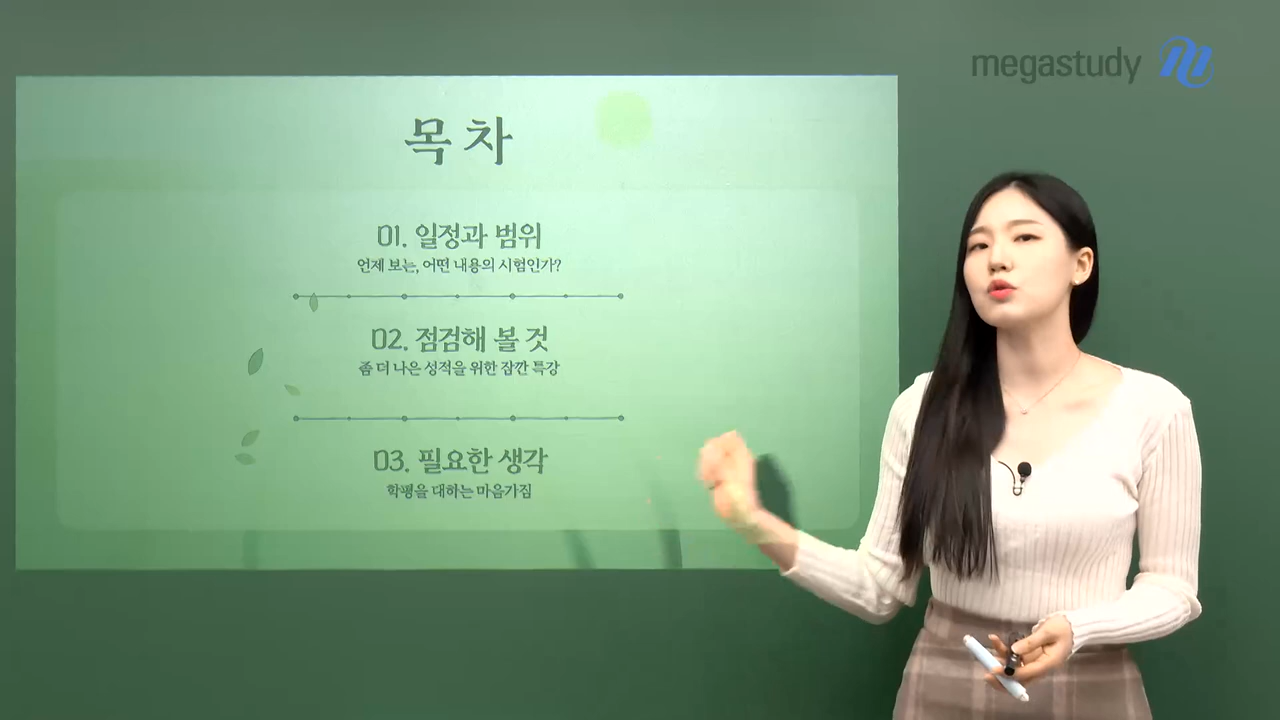 megastudy
목차
01. 일정과 범위
언제 보는, 어떤 내용의 시험인가?
02. 점검해 볼 것
좀 더 나은 성적을 위한 잠깐 특강
03. 필요한 생각
학평을 대하는 마음가짐